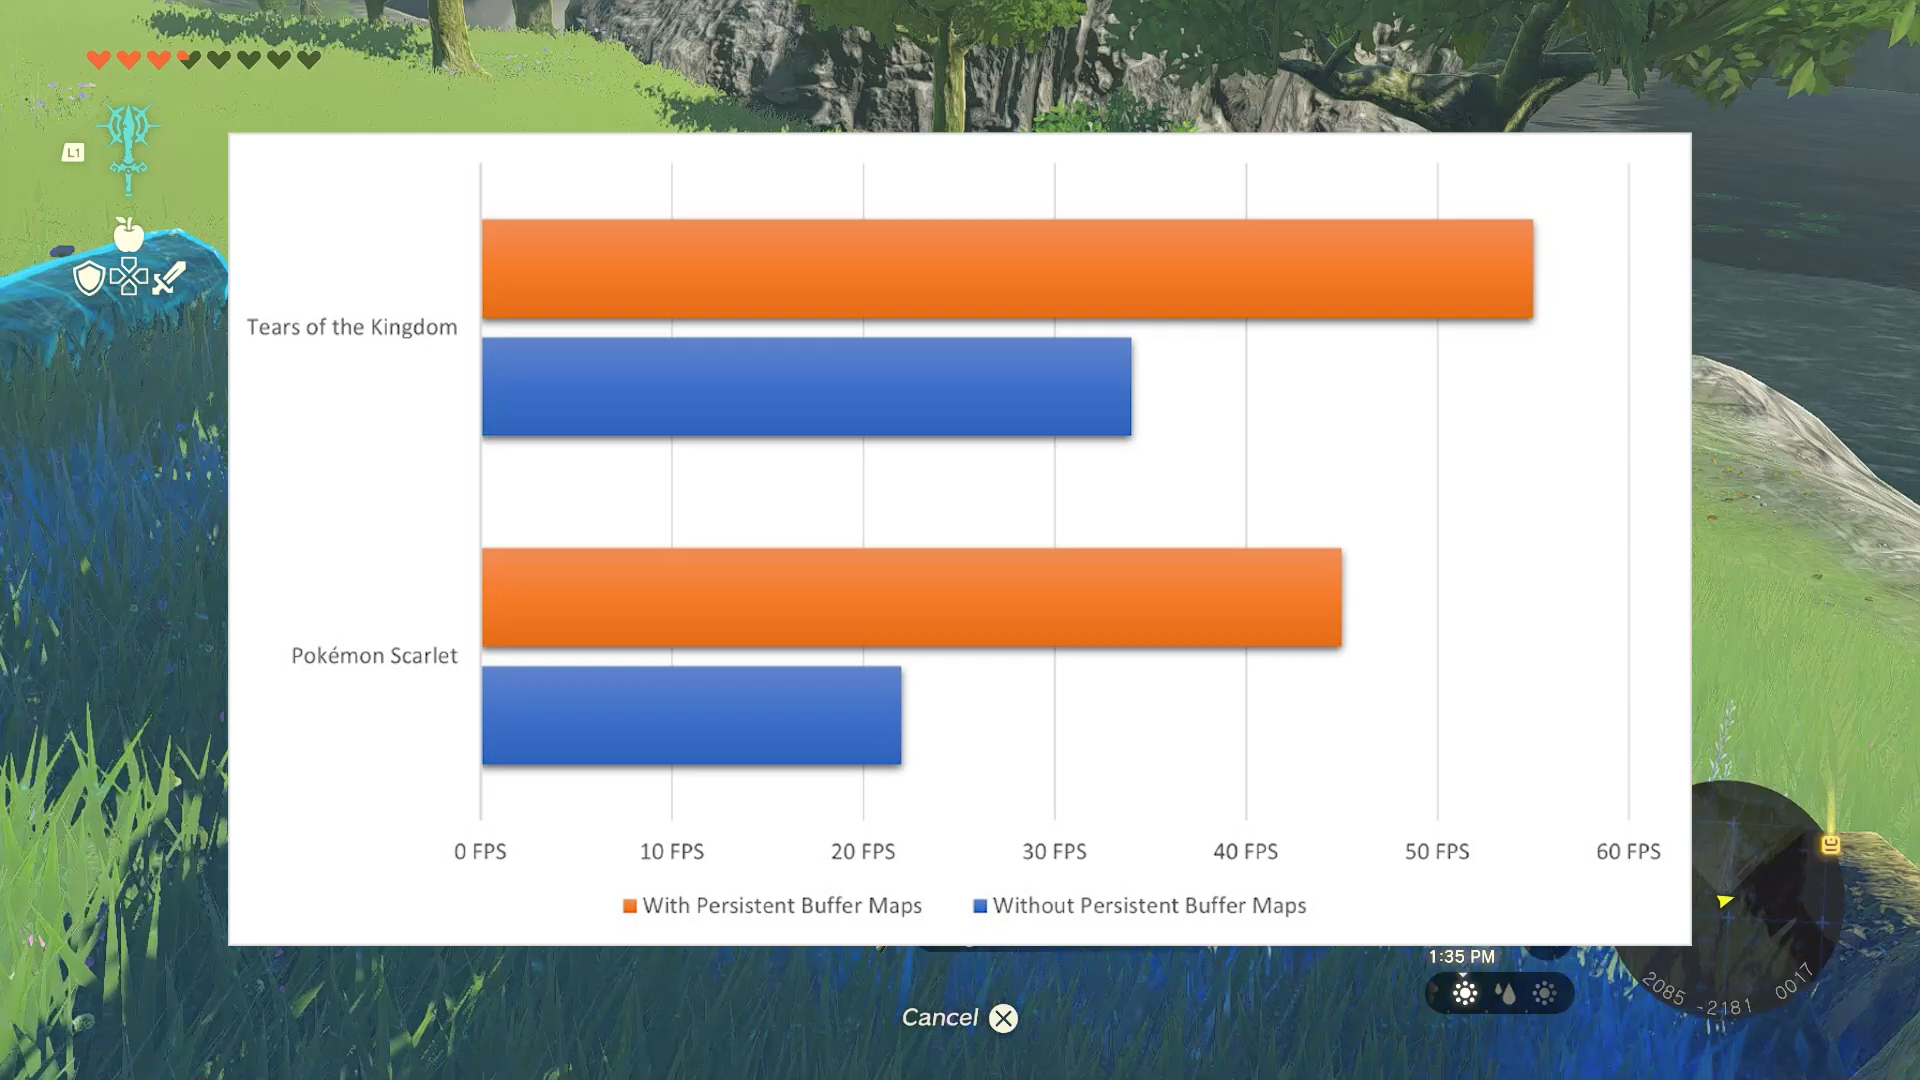 L1
Tears of the Kingdom
Pokémon Scarlet
0 FPS 10 FPS 20 FPS 30 FPS 40 FPS 50 FPS 60 FPS
With Persistent Buffer Maps Without Persistent Buffer Maps
1:35 PM
2085 -2181 0017
Cancel